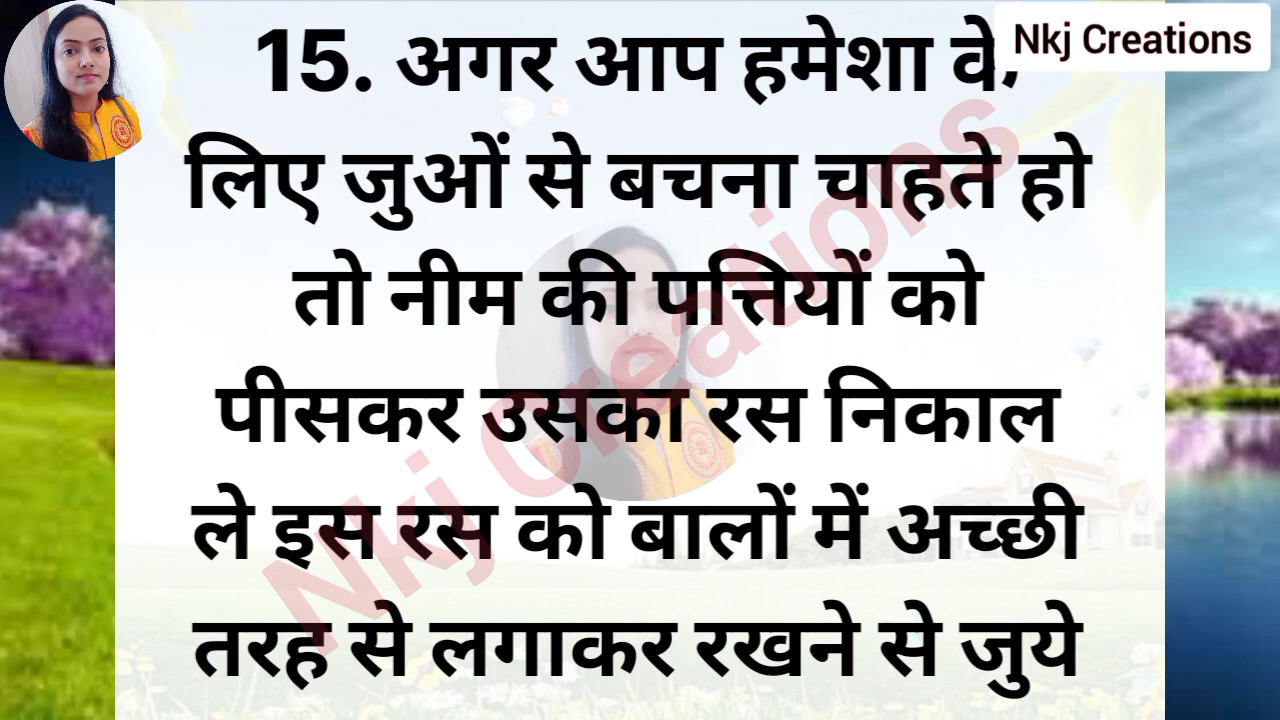 Nkj Creations
15. अगर आप हमेशा के
लिए जुओं से बचना चाहते हो
तो नीम की पत्तियों को
पीसकर उसका रस निकाल
ले इस रस को बालों में अच्छी
तरह से लगाकर रखने से जुये
Nkj Creations